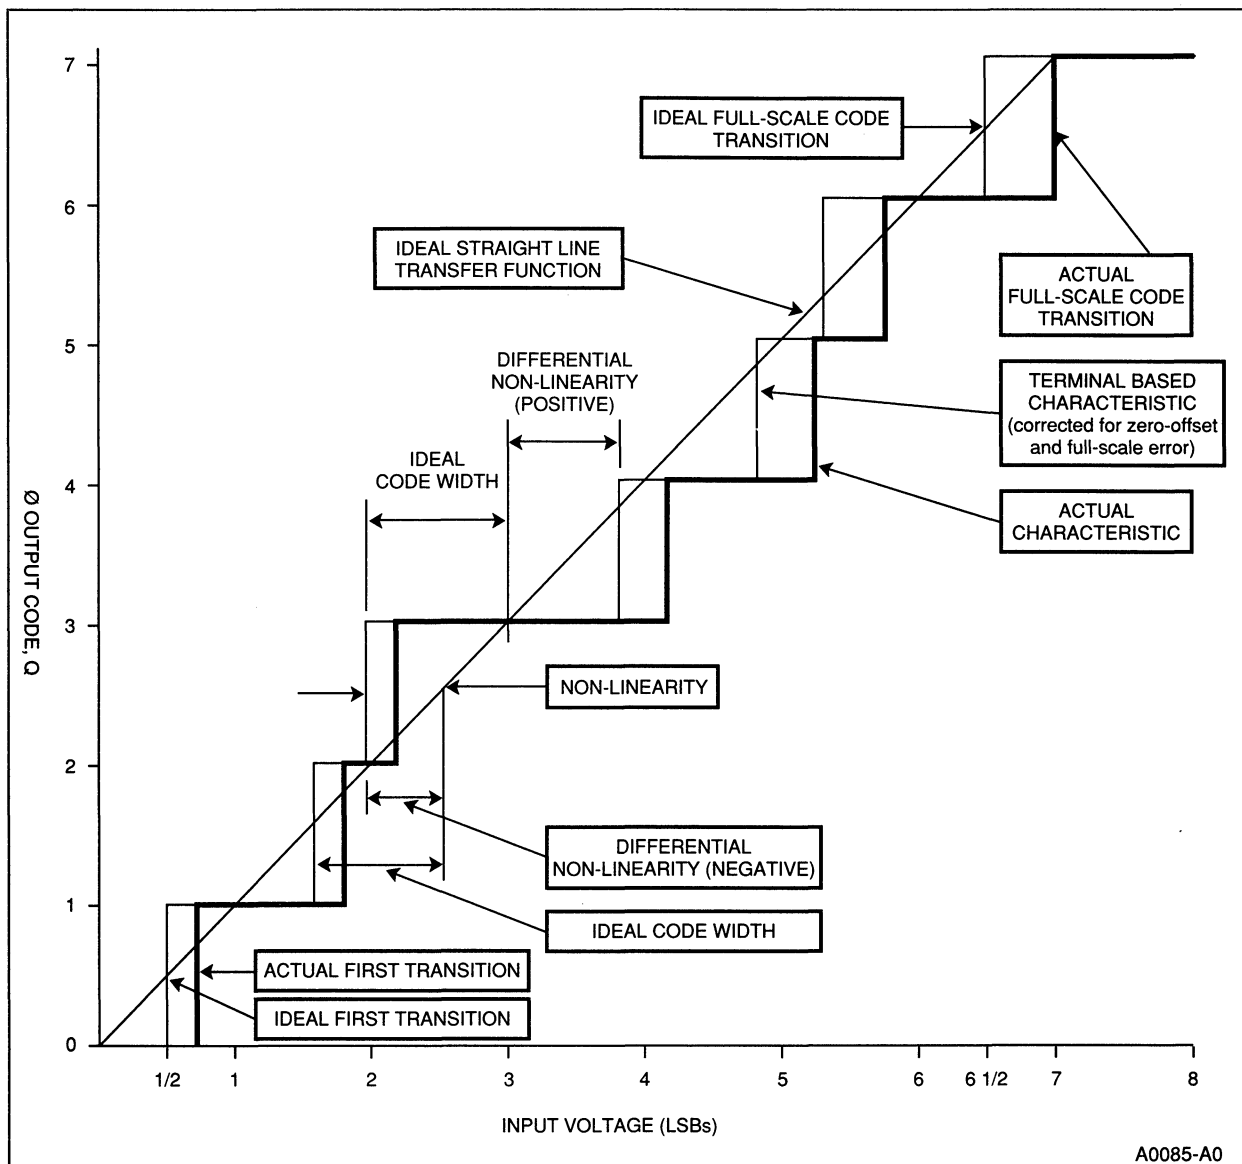 7
6
5
4
3
2
1
0
Ø OUTPUT CODE, Q
IDEAL FULL-SCALE CODE
TRANSITION
IDEAL STRAIGHT LINE
TRANSFER FUNCTION
ACTUAL
FULL-SCALE CODE
TRANSITION
DIFFERENTIAL
NON-LINEARITY
(POSITIVE)
TERMINAL BASED
CHARACTERISTIC
(corrected for zero-offset
and full-scale error)
IDEAL
CODE WIDTH
ACTUAL
CHARACTERISTIC
NON-LINEARITY
DIFFERENTIAL
NON-LINEARITY (NEGATIVE)
IDEAL CODE WIDTH
ACTUAL FIRST TRANSITION
IDEAL FIRST TRANSITION
1/2 1 2 3 4 5 6 6 1/2 7 8
INPUT VOLTAGE (LSBs)
A0085-A0